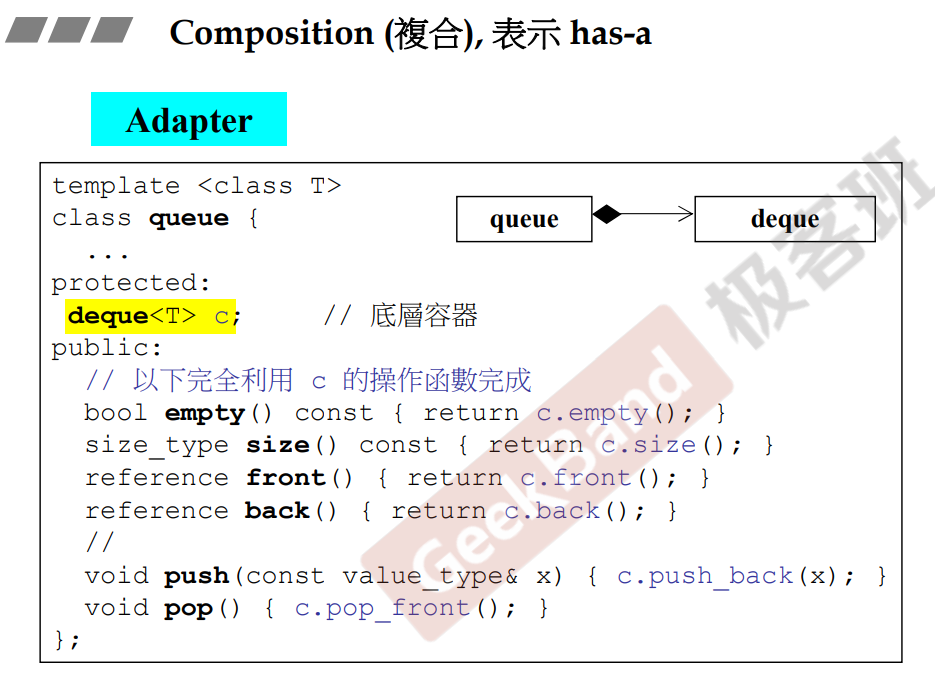 Composition (複合), 表示 has-a
Adapter
template <class T>
class queue {
queue
deque
...
protected:
deque<T> c; // 底層容器
public:
// 以下完全利用 c 的操作函數完成
bool empty() const { return c.empty(); }
size_type size() const { return c.size(); }
reference front() { return c.front(); }
reference back() { return c.back(); }
//
void push(const value_type& x) { c.push_back(x); }
void pop() { c.pop_front(); }
};
GeekBand 极客班